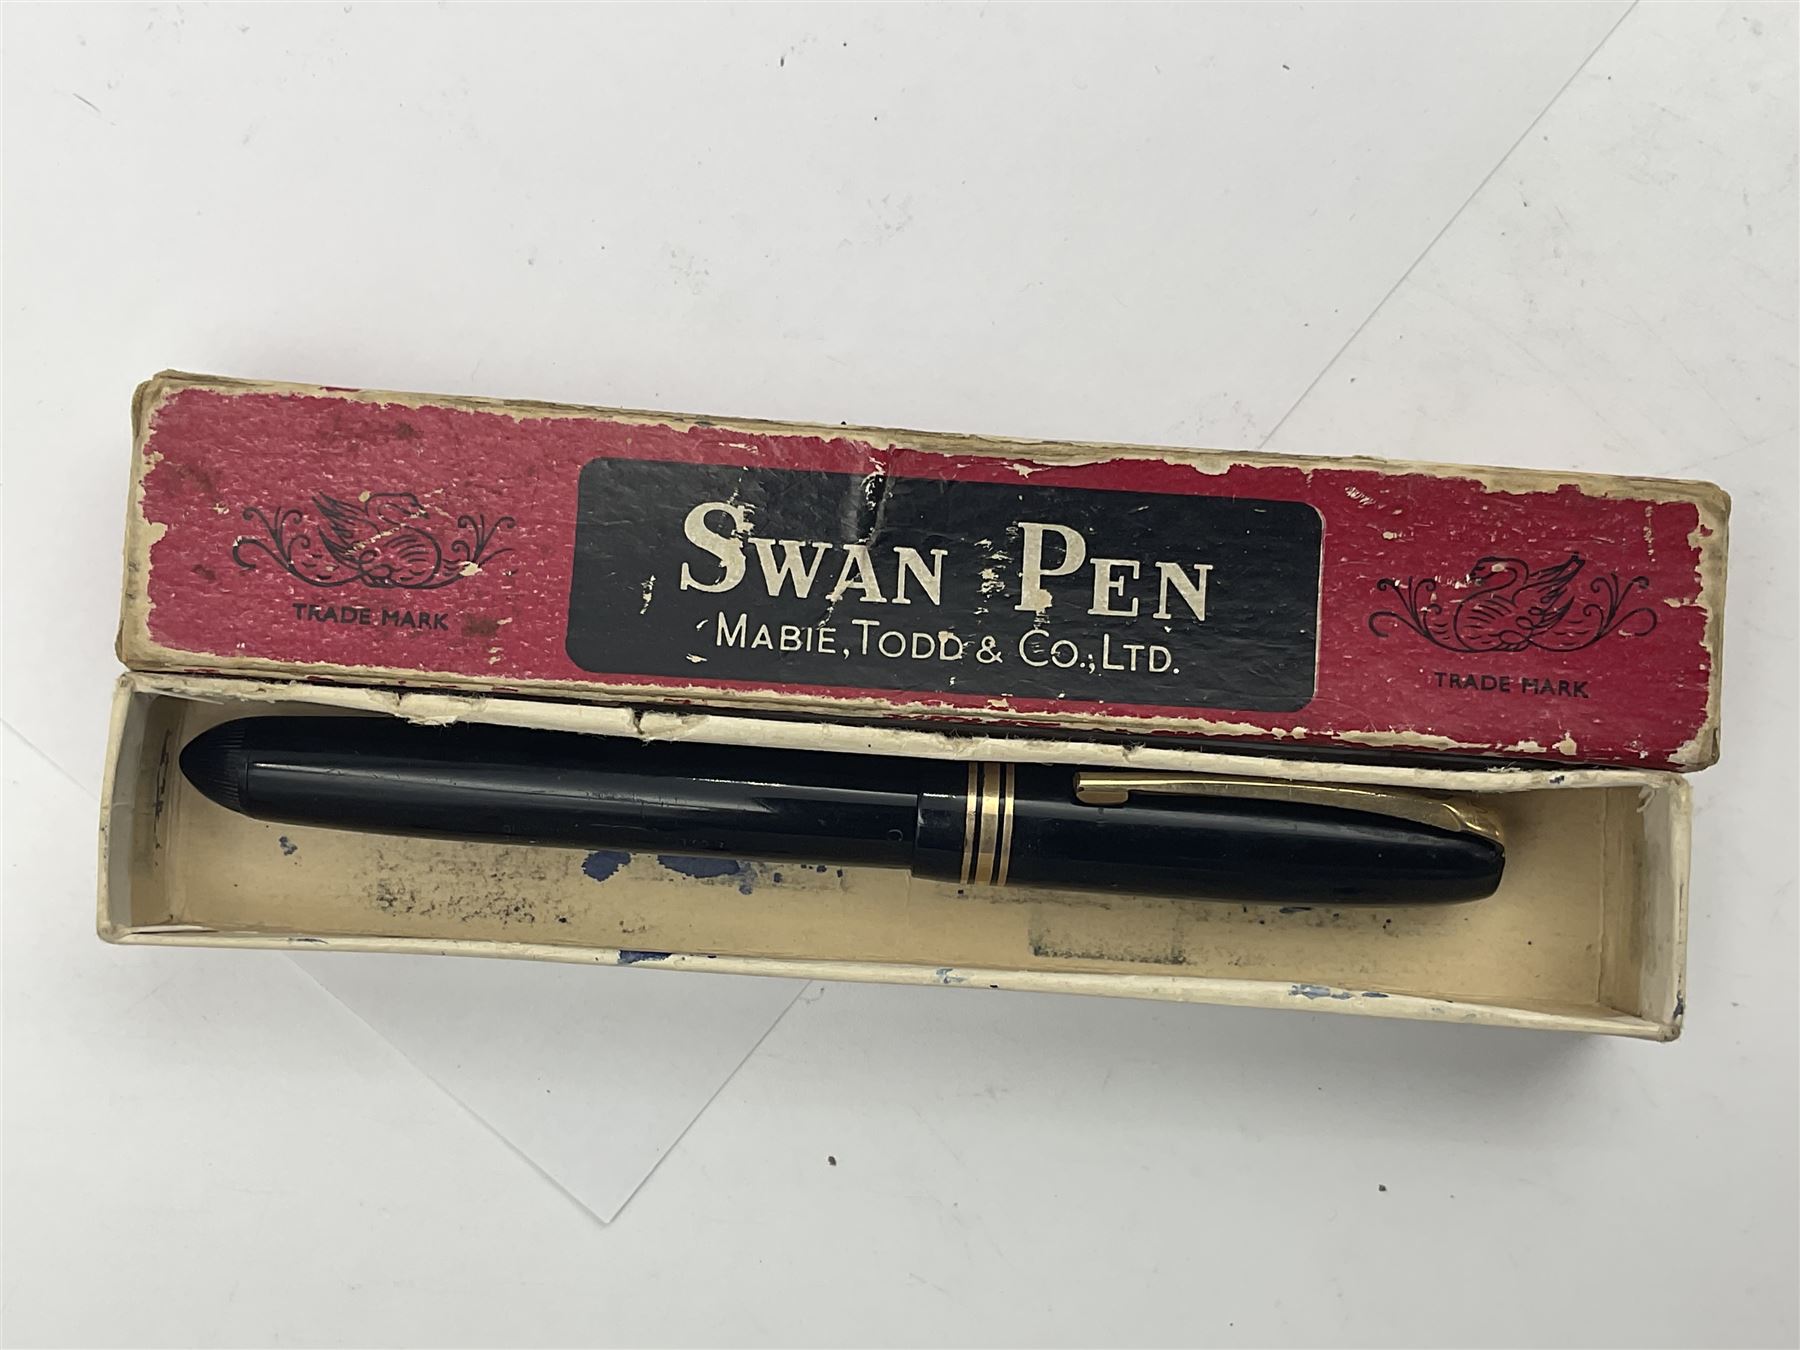 SWAN PEN
MABIE, TODD & CO., LTD.
TRADE MARK
TRADE MARK